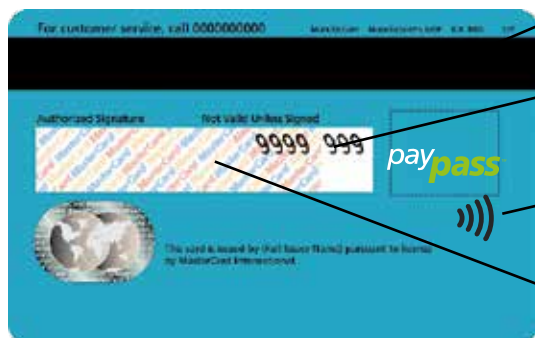 For customer service, call 0000000000
Authorized Signature Not Valid Unless Signed
9999 999
paypass
This card is issued by (Full Issuer Name) pursuant to license
by MasterCard International.